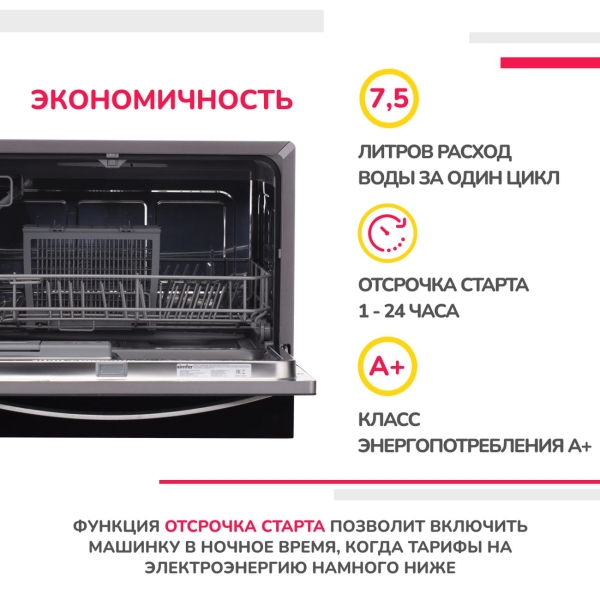 ЭКОНОМИЧНОСТЬ
7,5
ЛИТРОВ РАСХОД
ВОДЫ ЗА ОДИН ЦИКЛ
ОТСРОЧКА СТАРТА
1 - 24 ЧАСА
A+
КЛАСС
ЭНЕРГОПОТРЕБЛЕНИЯ А+
simfer
ФУНКЦИЯ ОТСРОЧКА СТАРТА ПОЗВОЛИТ ВКЛЮЧИТЬ
МАШИНКУ В НОЧНОЕ ВРЕМЯ, КОГДА ТАРИФЫ НА
ЭЛЕКТРОЭНЕРГИЮ НАМНОГО НИЖЕ